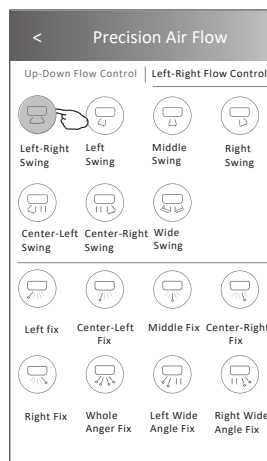 < Precision Air Flow
Up-Down Flow Control Left-Right Flow Control
Left-Right Left Middle Right
Swing Swing Swing Swing
Center-Left Center-Right Wide
Swing Swing Swing
Left fix Center-Left Middle Fix Center-Right
Fix Fix
Right Fix Whole Left Wide Right Wide
Anger Fix Angle Fix Angle Fix